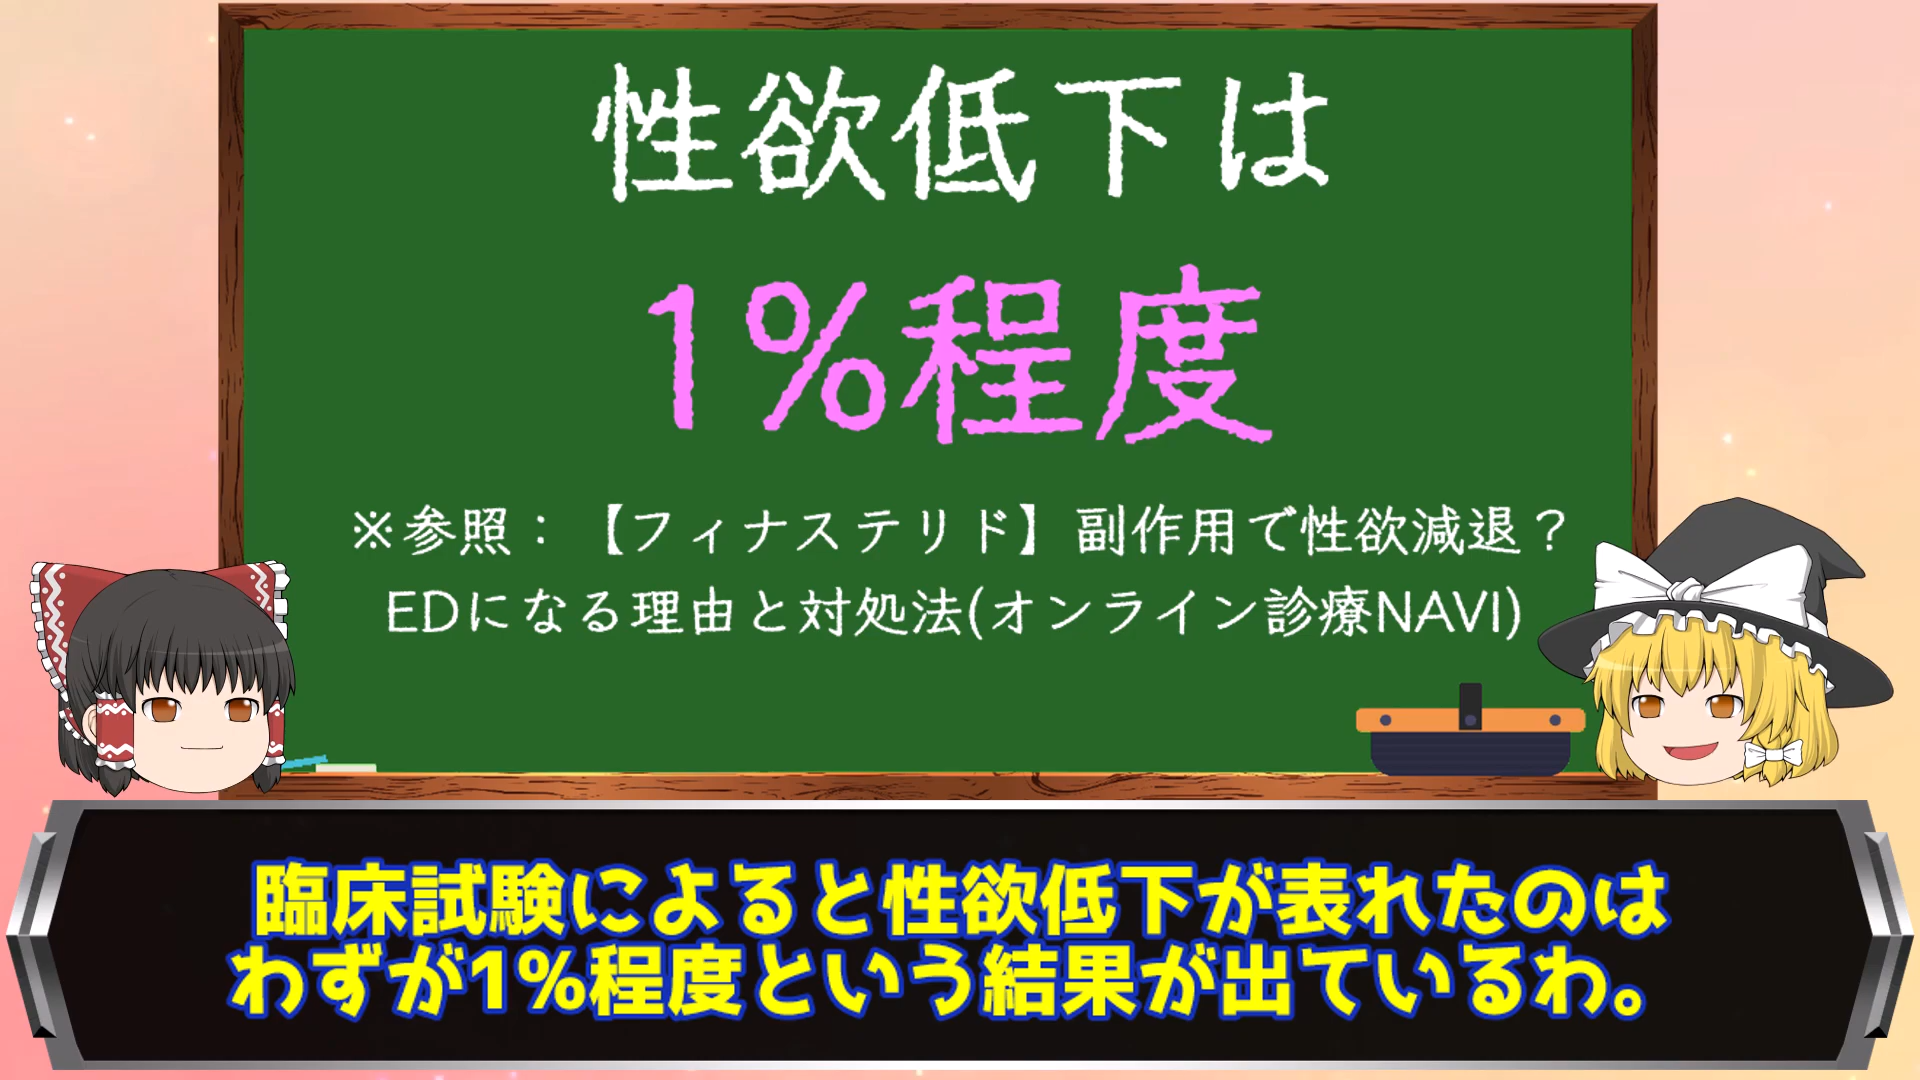 性欲低下は
1%程度
※参照：【フィナステリド】副作用で性欲減退？
EDになる理由と対処法(オンライン診療NAVI)
臨床試験によると性欲低下が表れたのは
わずが1%程度という結果が出ているわ。